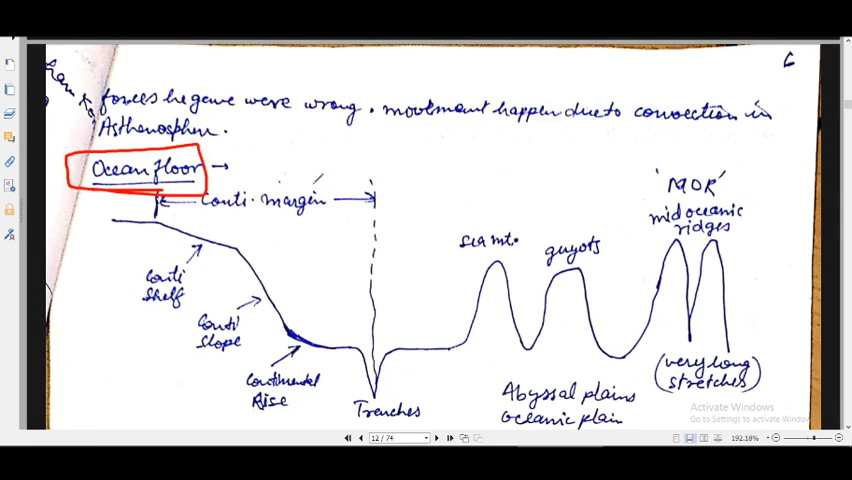 6
forces he gave were wrong. movement happen due to convection in
Asthenosphen.
Ocean floor →
Conti. margin
'MOR'
mid oceanic
ridges
sea mt.
guyots
Conti
shelf
Conti
slope
Continental
Rise
Trenches
(very long
stretches)
Abyssal plains
oceanic plain
Activate Windows
Go to Settings to activate Windows.
12 / 74
192.18%